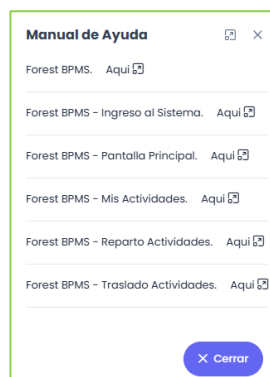 Manual de Ayuda
Forest BPMS. Aqui
Forest BPMS - Ingreso al Sistema. Aqui
Forest BPMS - Pantalla Principal. Aqui
Forest BPMS - Mis Actividades. Aqui
Forest BPMS - Reparto Actividades. Aqui
Forest BPMS - Traslado Actividades. Aqui
× Cerrar